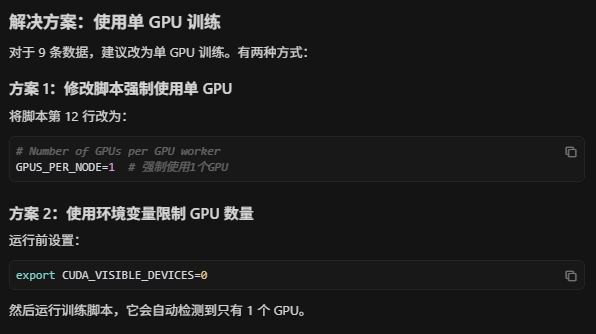 解决方案：使用单 GPU 训练
对于 9 条数据，建议改为单 GPU 训练。有两种方式：
方案 1：修改脚本强制使用单 GPU
将脚本第 12 行改为：
# Number of GPUs per GPU worker
GPUS_PER_NODE=1  # 强制使用1个GPU
方案 2：使用环境变量限制 GPU 数量
运行前设置：
export CUDA_VISIBLE_DEVICES=0
然后运行训练脚本，它会自动检测到只有 1 个 GPU。